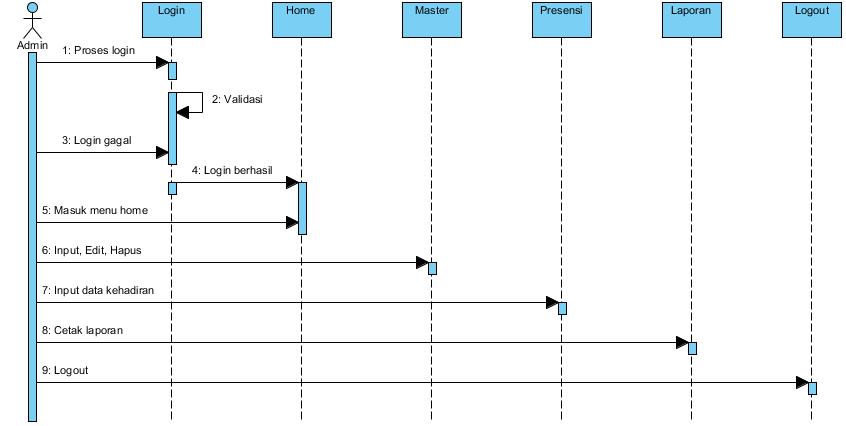 Login
Home
Master
Presensi
Laporan
Logout
Admin
1: Proses login
2: Validasi
3: Login gagal
4: Login berhasil
5: Masuk menu home
6: Input, Edit, Hapus
7: Input data kehadiran
8: Cetak laporan
9: Logout